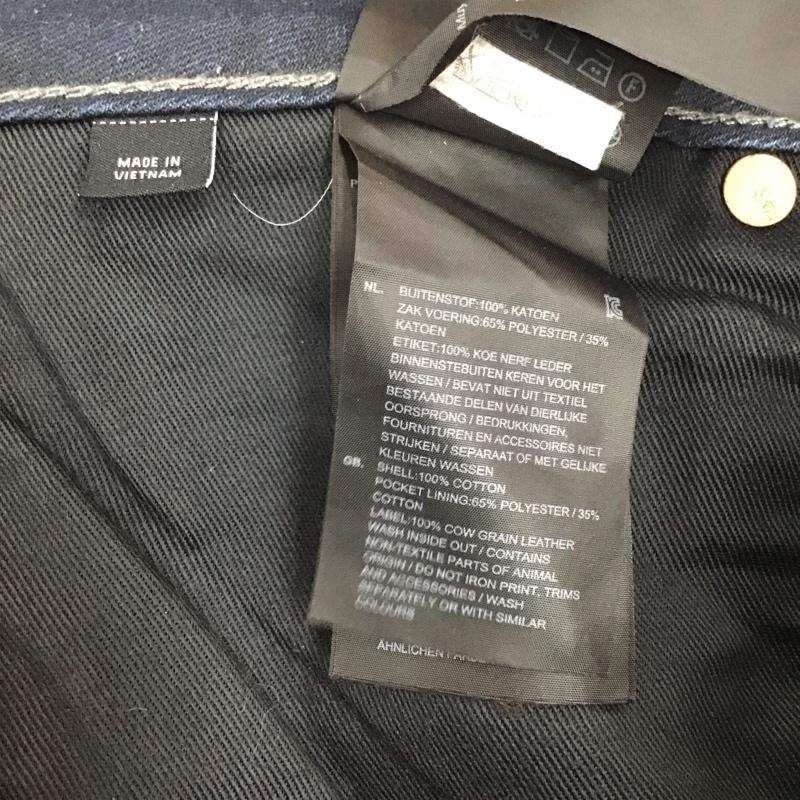 MADE IN
VIETNAM
F
P
NL. BUITENSTOF:100% KATOEN
ZAK VOERING:65% POLYESTER / 35%
KATOEN
ETIKET:100% KOE NERF LEDER
BINNENSTEBUITEN KEREN VOOR HET
WASSEN / BEVAT NIET UIT TEXTIEL
BESTAANDE DELEN VAN DIERLIJKE
OORSPRONG / BEDRUKKINGEN,
FOURNITUREN EN ACCESSOIRES NIET
STRIJKEN / SEPARAAT OF MET GELIJKE
KLEUREN WASSEN
GB. SHELL:100% COTTON
POCKET LINING:65% POLYESTER / 35%
COTTON
LABEL:100% COW GRAIN LEATHER
WASH INSIDE OUT / CONTAINS
NON-TEXTILE PARTS OF ANIMAL
ORIGIN / DO NOT IRON PRINT, TRIMS
AND ACCESSORIES / WASH
SEPARATELY OR WITH SIMILAR
COLOURS
ÄHNLICHEN